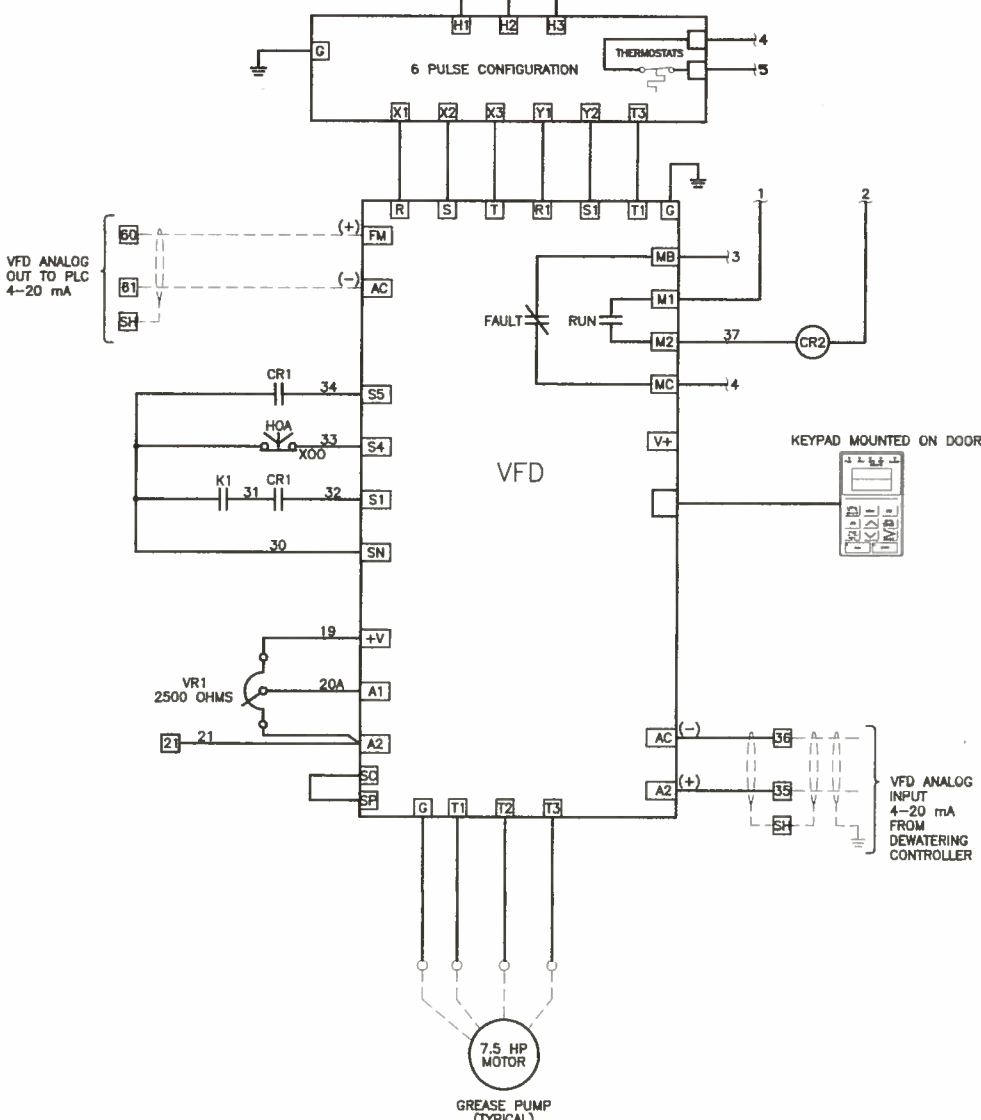 H1 H2 H3
G
THERMOSTATS
4
6 PULSE CONFIGURATION
5
X1 X2 X3 Y1 Y2 T3
R S T R1 S1 T1 G
1 2
VFD ANALOG
OUT TO PLC
4-20 mA
60
(+)
FM
61
(-)
AC
SH
MB
3
M1
FAULT
RUN
M2
37
CR2
MC
4
CR1
34
S5
HOA
33
XOO
S4
K1
31
CR1
32
S1
30
SN
V+
VFD
KEYPAD MOUNTED ON DOOR
19
+V
VR1
2500 OHMS
20A
A1
21
21
A2
SC
SP
AC
(-)
36
A2
(+)
35
SH
VFD ANALOG
INPUT
4-20 mA
FROM
DEWATERING
CONTROLLER
G T1 T2 T3
7.5 HP
MOTOR
GREASE PUMP
(TYPICAL)